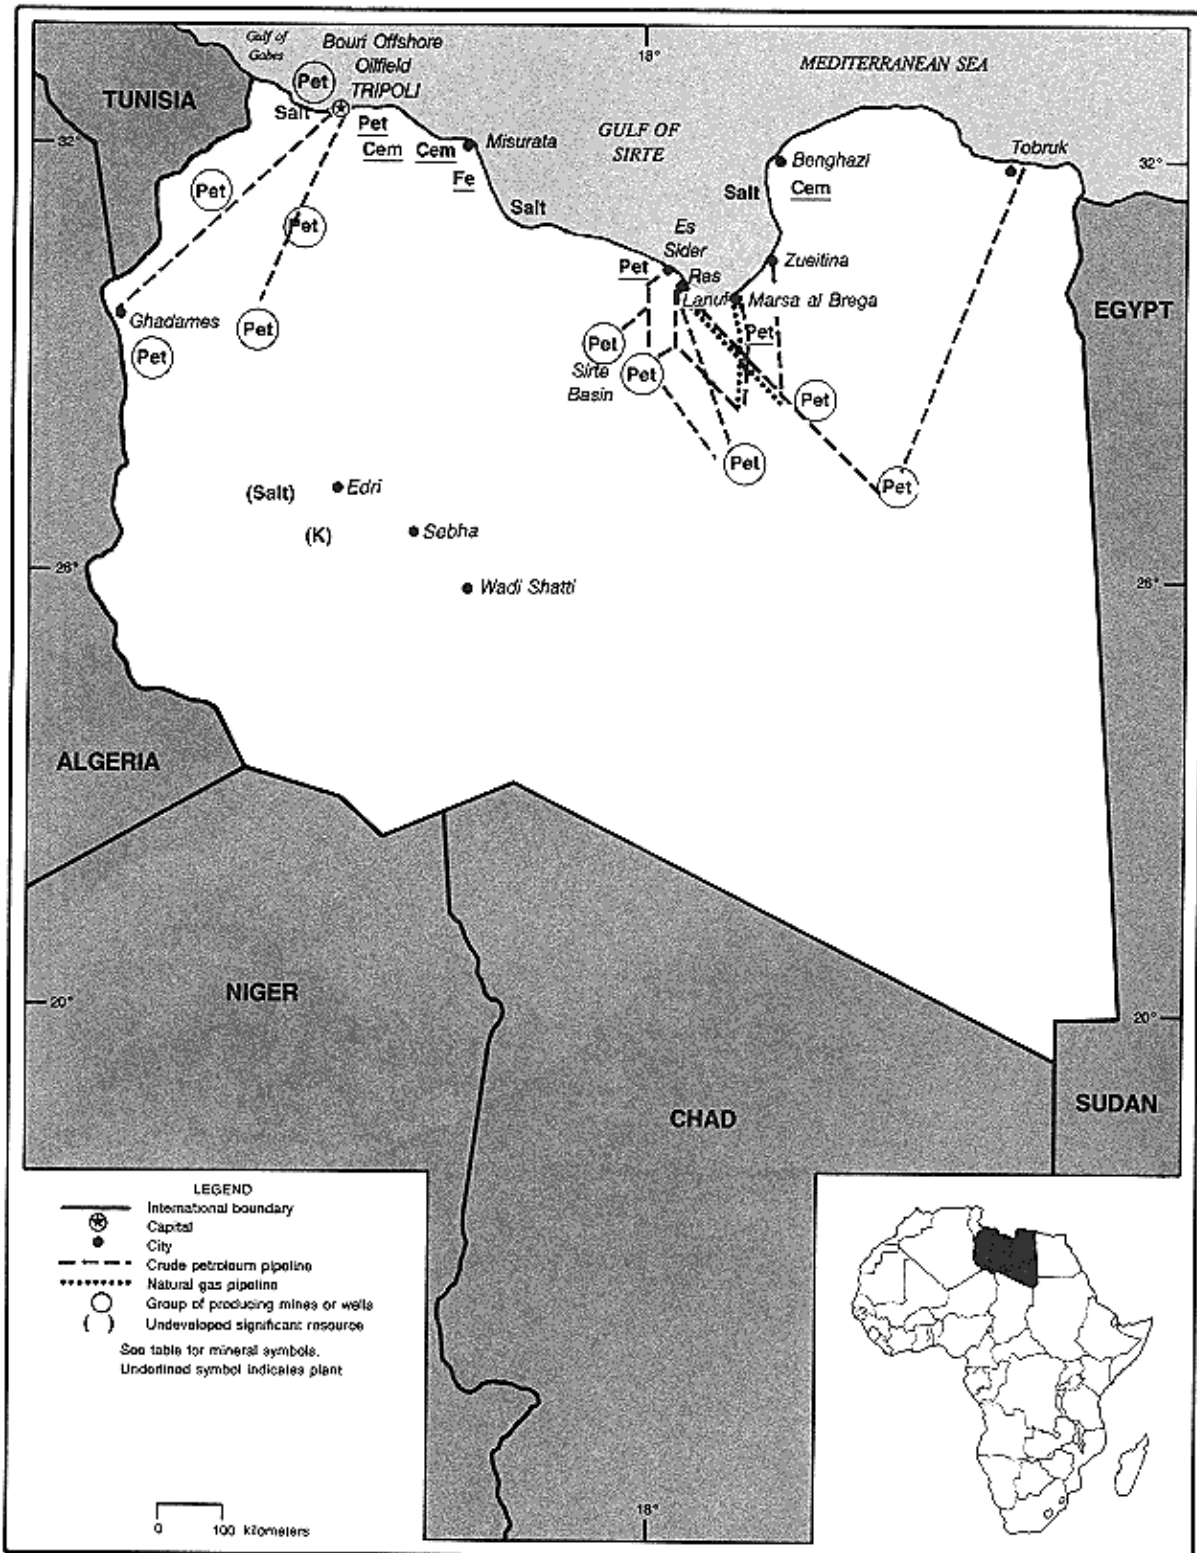 Gulf of
Gabes
Bouri Offshore
Oilfield
TRIPOLI
Pet
18°
MEDITERRANEAN SEA
TUNISIA
Salt
Pet
Cem
Cem
Fe
Misurata
GULF OF
SIRTE
Benghazi
Cem
Salt
Tobruk
32°
32°
Pet
Pet
Salt
Es
Sider
Ras
Lanuf
Pet
Zueitina
Marsa al Brega
Pet
EGYPT
Ghadames
Pet
Pet
Pet
Sirte
Basin
Pet
Pet
Pet
Pet
(Salt)
Edri
(K)
Sebha
Wadi Shatti
26°
26°
ALGERIA
NIGER
20°
20°
CHAD
SUDAN
LEGEND
International boundary
Capital
City
Crude petroleum pipeline
Natural gas pipeline
Group of producing mines or wells
( ) Undeveloped significant resource
See table for mineral symbols.
Underlined symbol indicates plant
0 100 kilometers
18°